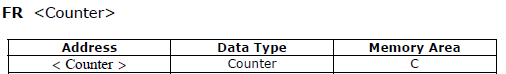 FR <Counter>
Address Data Type Memory Area
< Counter > Counter C